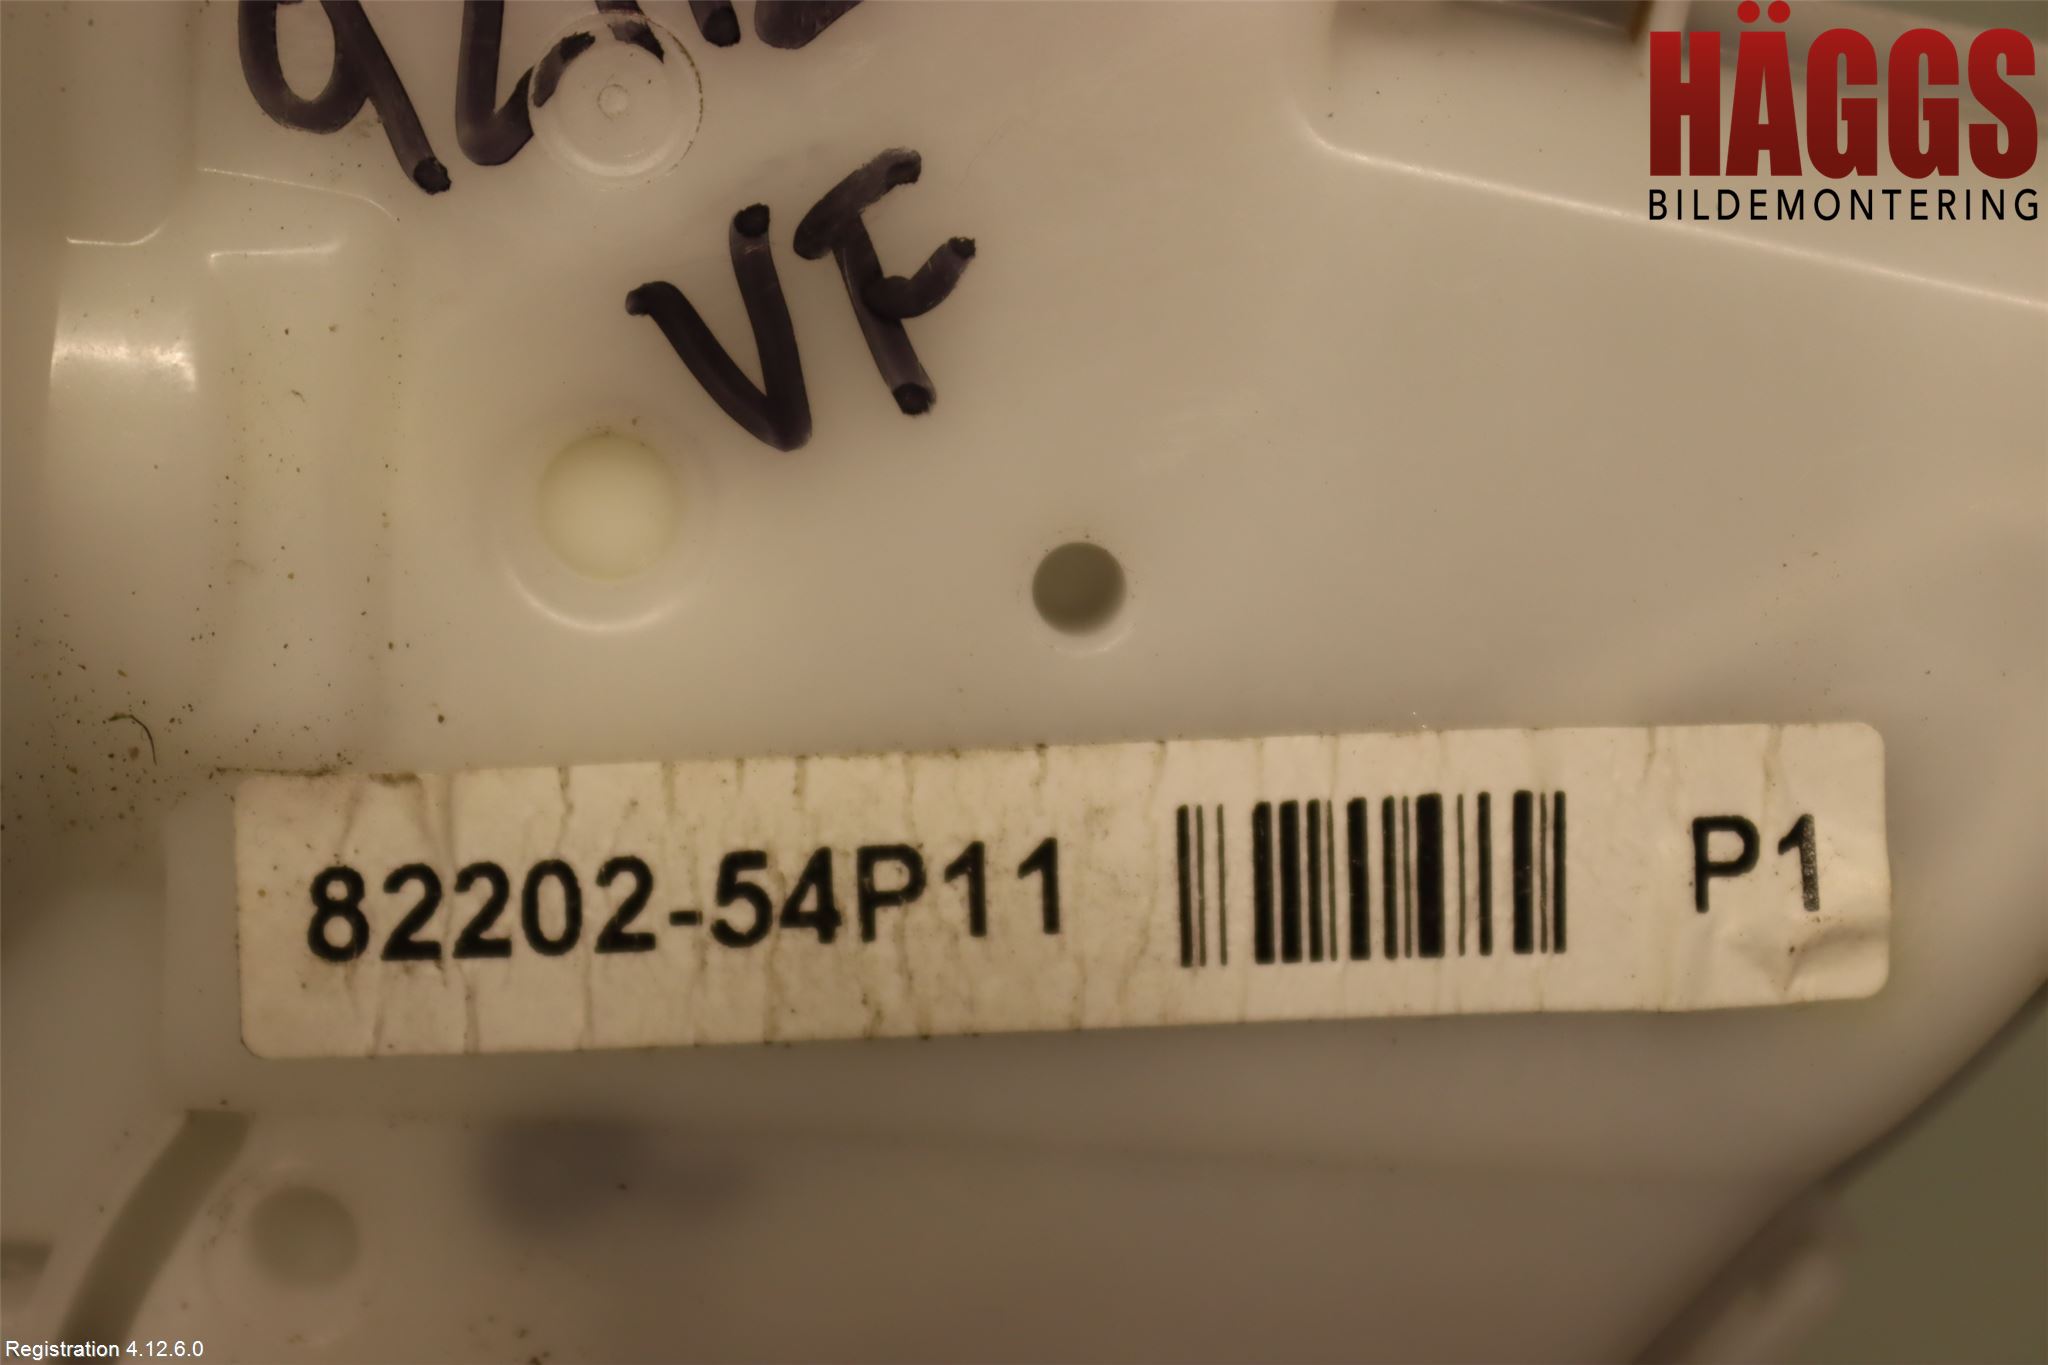 HÄGGS
BILDEMONTERING
VF
82202-54P11
P1
Registration 4.12.6.0